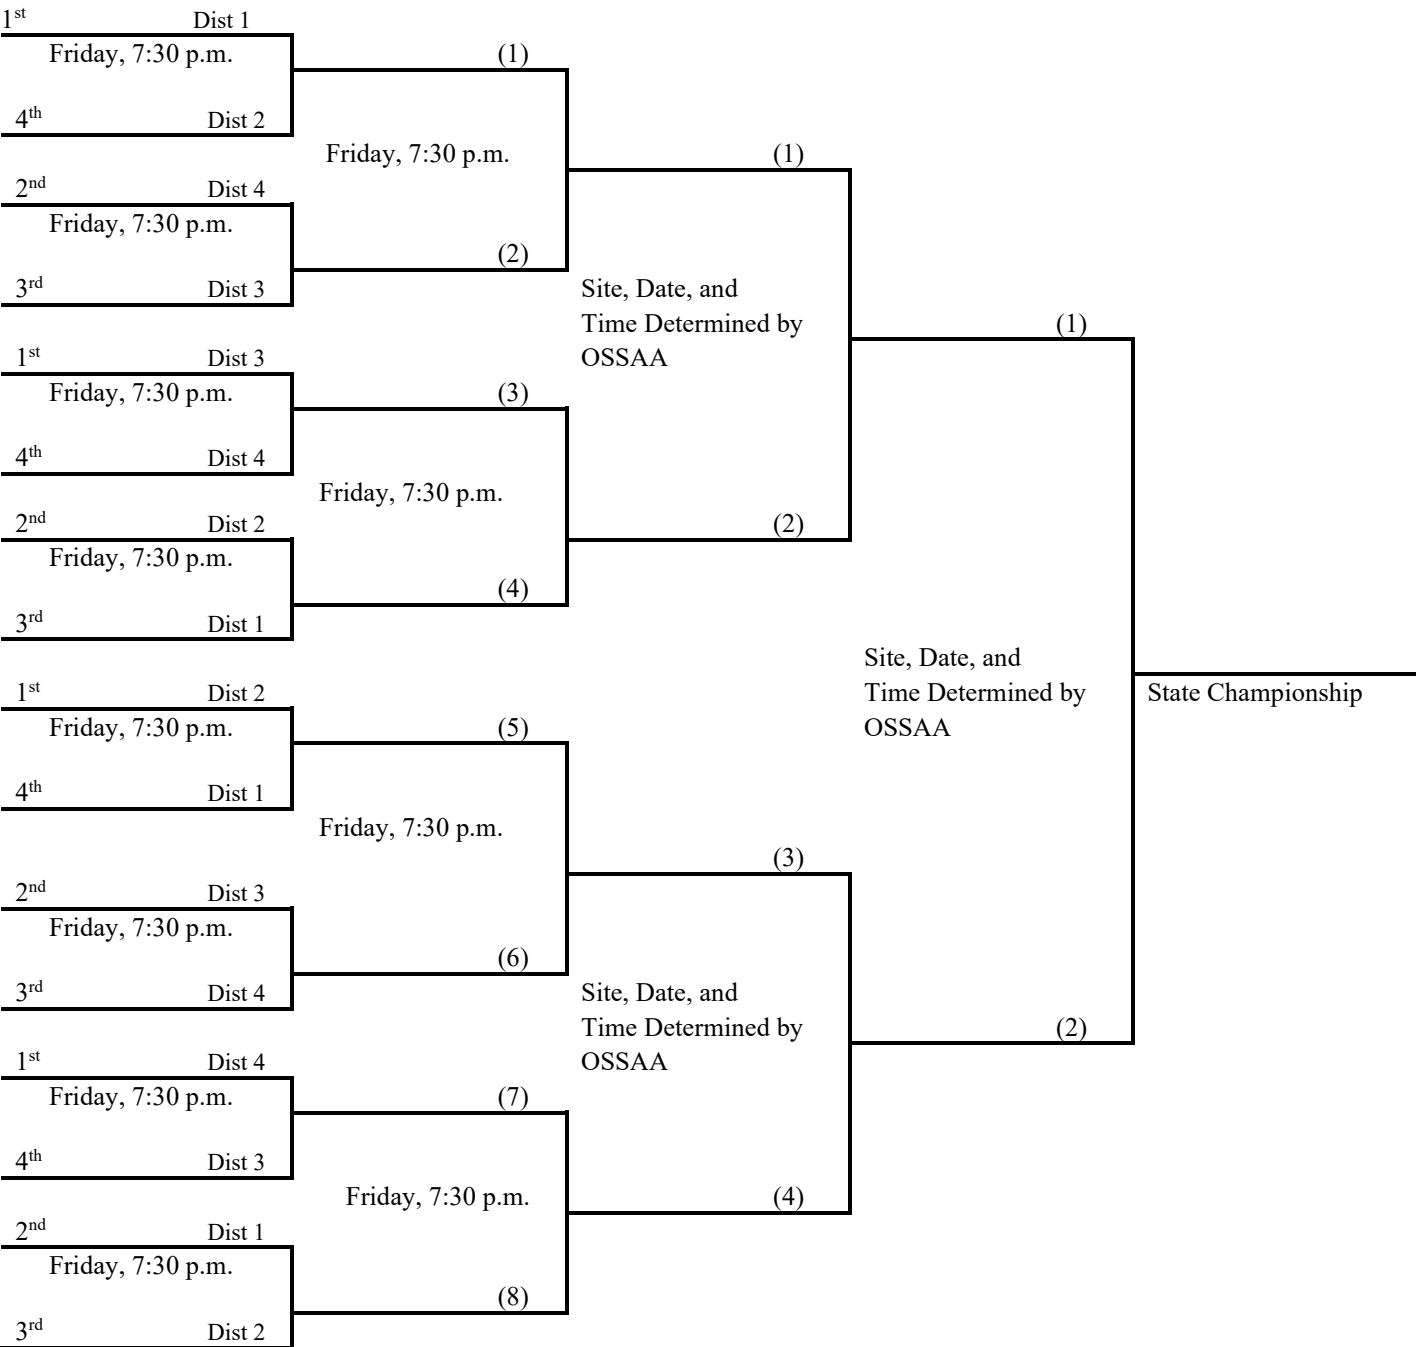 1st Dist 1
Friday, 7:30 p.m.
(1)
4th Dist 2
Friday, 7:30 p.m.
(1)
2nd Dist 4
Friday, 7:30 p.m.
(2)
3rd Dist 3
Site, Date, and
Time Determined by
OSSAA
(1)
1st Dist 3
Friday, 7:30 p.m.
(3)
4th Dist 4
Friday, 7:30 p.m.
2nd Dist 2
(2)
Friday, 7:30 p.m.
(4)
3rd Dist 1
Site, Date, and
Time Determined by
OSSAA
State Championship
1st Dist 2
Friday, 7:30 p.m.
(5)
4th Dist 1
Friday, 7:30 p.m.
(3)
2nd Dist 3
Friday, 7:30 p.m.
(6)
3rd Dist 4
Site, Date, and
Time Determined by
OSSAA
(2)
1st Dist 4
Friday, 7:30 p.m.
(7)
4th Dist 3
Friday, 7:30 p.m.
(4)
2nd Dist 1
Friday, 7:30 p.m.
(8)
3rd Dist 2